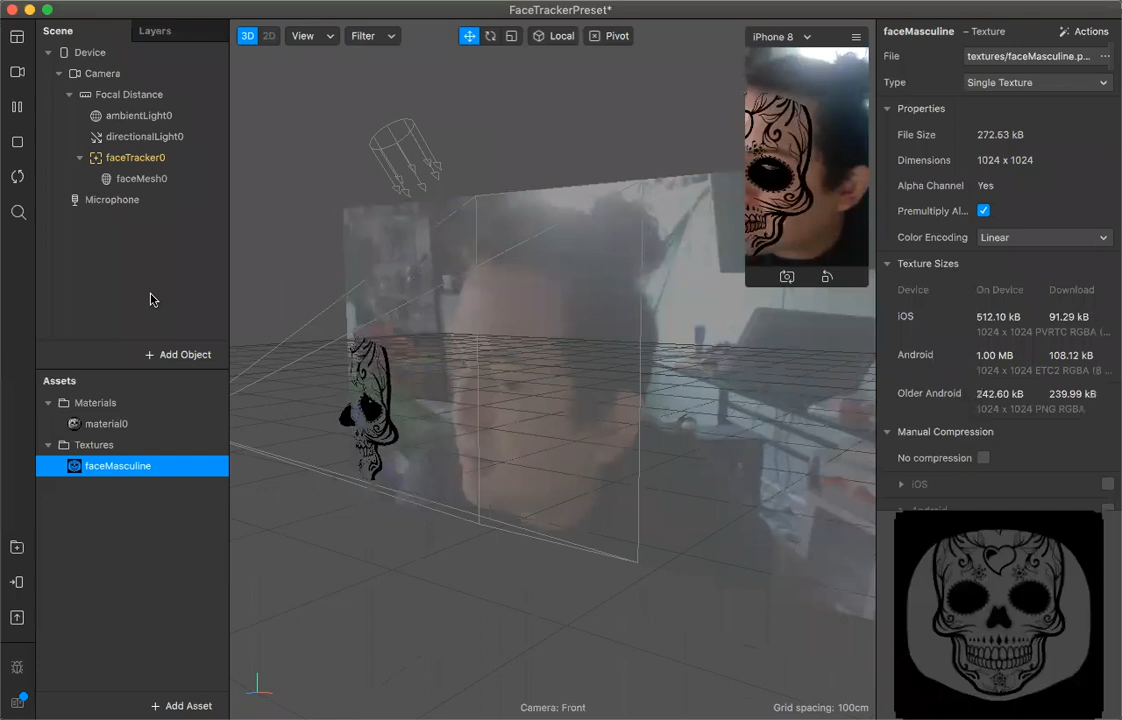 FaceTrackerPreset*
Scene
Layers
Device
Camera
Focal Distance
ambientLight0
directionalLight0
faceTracker0
faceMesh0
Microphone
Add Object
Assets
Materials
material0
Textures
faceMasculine
Add Asset
3D 2D View Filter Local Pivot
iPhone 8
Camera: Front
Grid spacing: 100cm
faceMasculine – Texture Actions
File textures/faceMasculine.p... ...
Type Single Texture
Properties
File Size 272.53 kB
Dimensions 1024 x 1024
Alpha Channel Yes
Premultiply Al...
Color Encoding Linear
Texture Sizes
Device On Device Download
iOS 512.10 kB 91.29 kB
1024 x 1024 PVRTC RGBA (...
Android 1.00 MB 108.12 kB
1024 x 1024 ETC2 RGBA (8 ...
Older Android 242.60 kB 239.99 kB
1024 x 1024 PNG RGBA
Manual Compression
No compression
iOS
Android